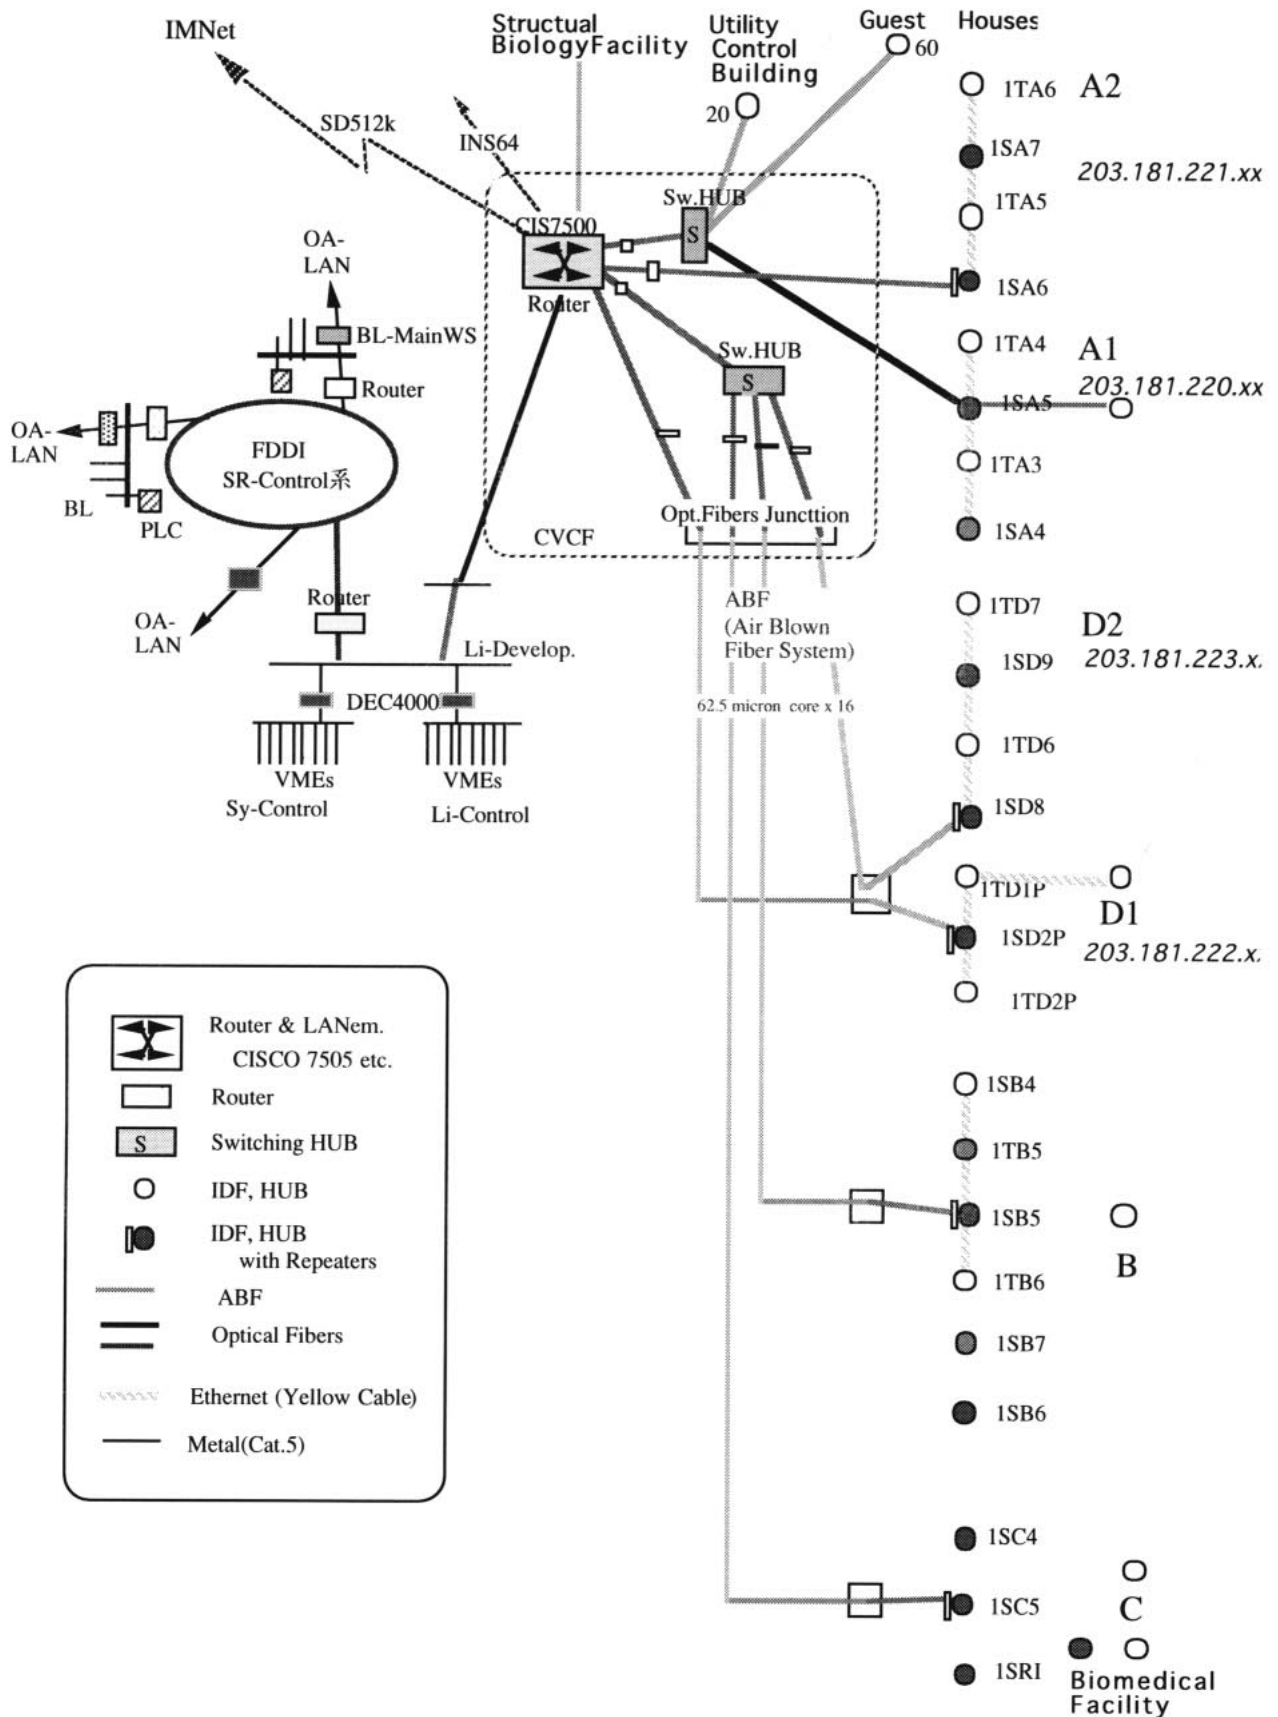 IMNet
Structual
BiologyFacility
Utility
Control
Building
Guest
Houses
60
20
SD512k
INS64
1TA6
A2
1SA7
203.181.221.xx
1TA5
1SA6
Sw.HUB
S
CIS7500
Router
OA-
LAN
BL-MainWS
Router
Sw.HUB
S
1TA4
A1
203.181.220.xx
1SA5
1TA3
1SA4
OA-
LAN
FDDI
SR-Control系
BL
PLC
Opt.Fibers Juncttion
CVCF
Router
OA-
LAN
Li-Develop.
DEC4000
VMEs
Sy-Control
VMEs
Li-Control
ABF
(Air Blown
Fiber System)
62.5 micron core x 16
1TD7
D2
1SD9
203.181.223.x.
1TD6
1SD8
1TD1P
D1
1SD2P
203.181.222.x.
1TD2P
1SB4
1TB5
1SB5
B
1TB6
1SB7
1SB6
1SC4
1SC5
C
1SRI
Biomedical
Facility
Router & LANem.
CISCO 7505 etc.
Router
S
Switching HUB
IDF, HUB
IDF, HUB
with Repeaters
ABF
Optical Fibers
Ethernet (Yellow Cable)
Metal(Cat.5)